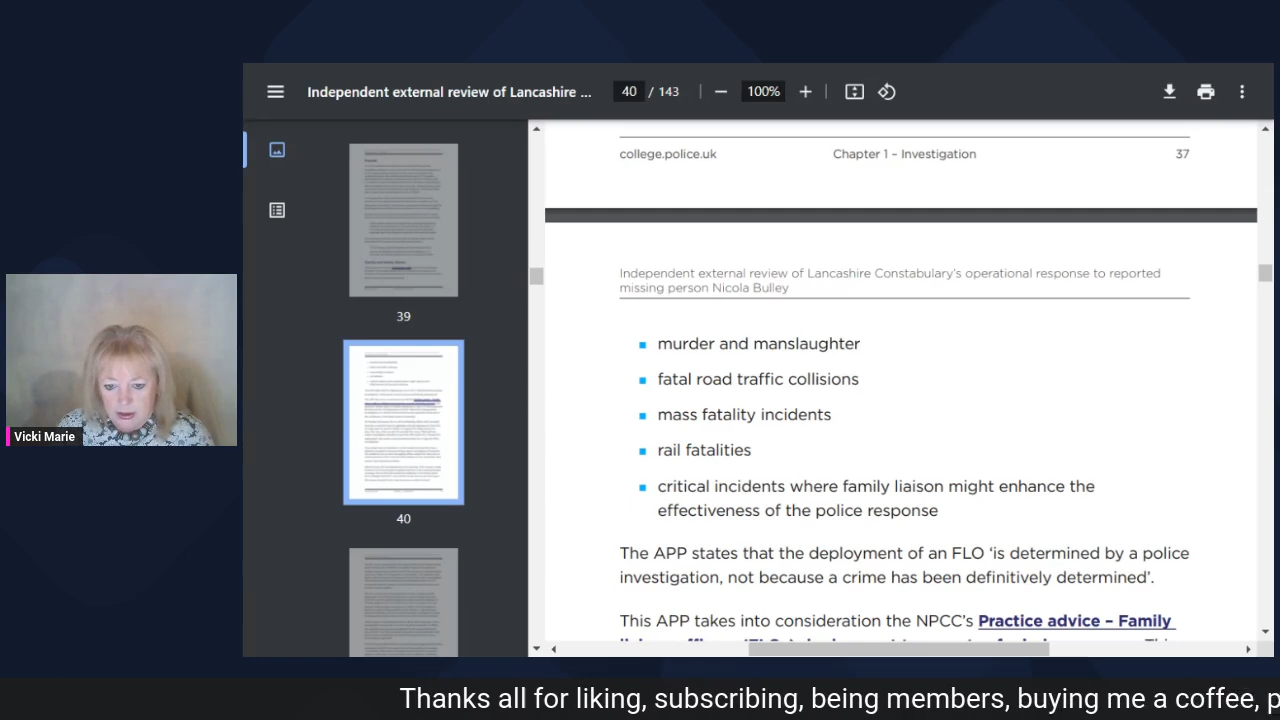 Independent external review of Lancashire ...
40 / 143
100%
39
40
college.police.uk
Chapter 1 – Investigation
37
Independent external review of Lancashire Constabulary’s operational response to reported
missing person Nicola Bulley
murder and manslaughter
fatal road traffic collisions
mass fatality incidents
rail fatalities
critical incidents where family liaison might enhance the
effectiveness of the police response
The APP states that the deployment of an FLO ‘is determined by a police
investigation, not because a crime has been definitively determined’.
This APP takes into consideration the NPCC’s Practice advice – Family
Vicki Marie
Thanks all for liking, subscribing, being members, buying me a coffee, p